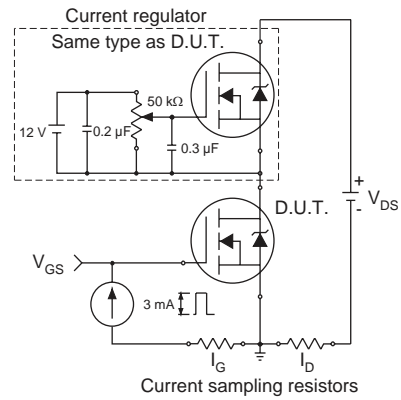 Current regulator
Same type as D.U.T.
50 kΩ
12 V
0.2 µF
0.3 µF
+
VDS
-
D.U.T.
VGS
3 mA
IG
ID
Current sampling resistors